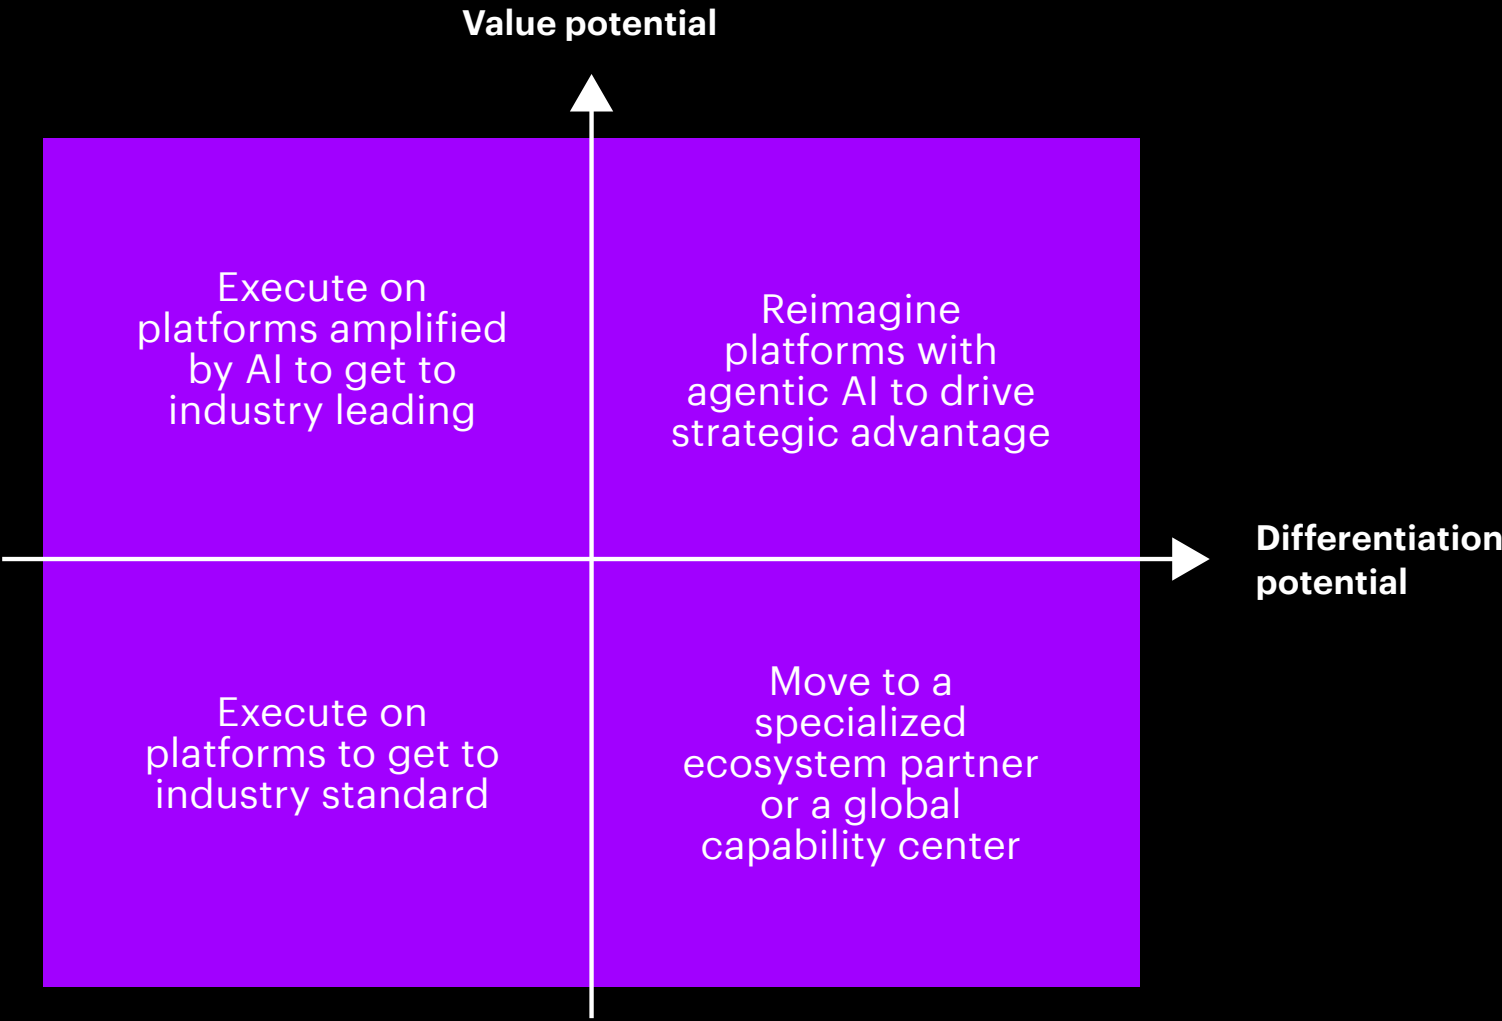 Value potential
Execute on
platforms amplified
by AI to get to
industry leading
Reimagine
platforms with
agentic AI to drive
strategic advantage
Differentiation
potential
Execute on
platforms to get to
industry standard
Move to a
specialized
ecosystem partner
or a global
capability center